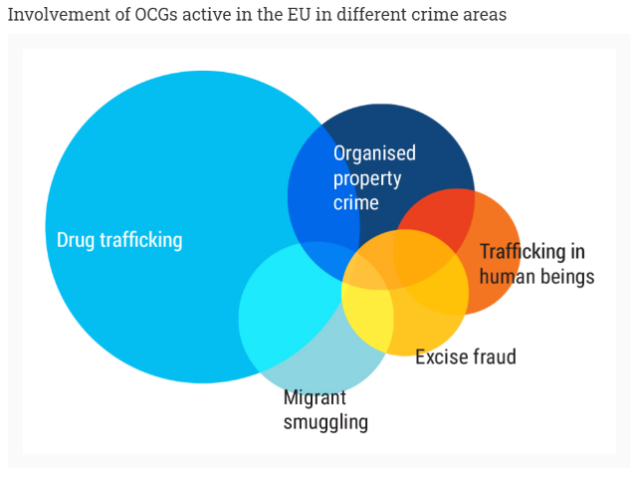 Involvement of OCGs active in the EU in different crime areas
Organised
property
crime
Drug trafficking
Trafficking in
human beings
Excise fraud
Migrant
smuggling